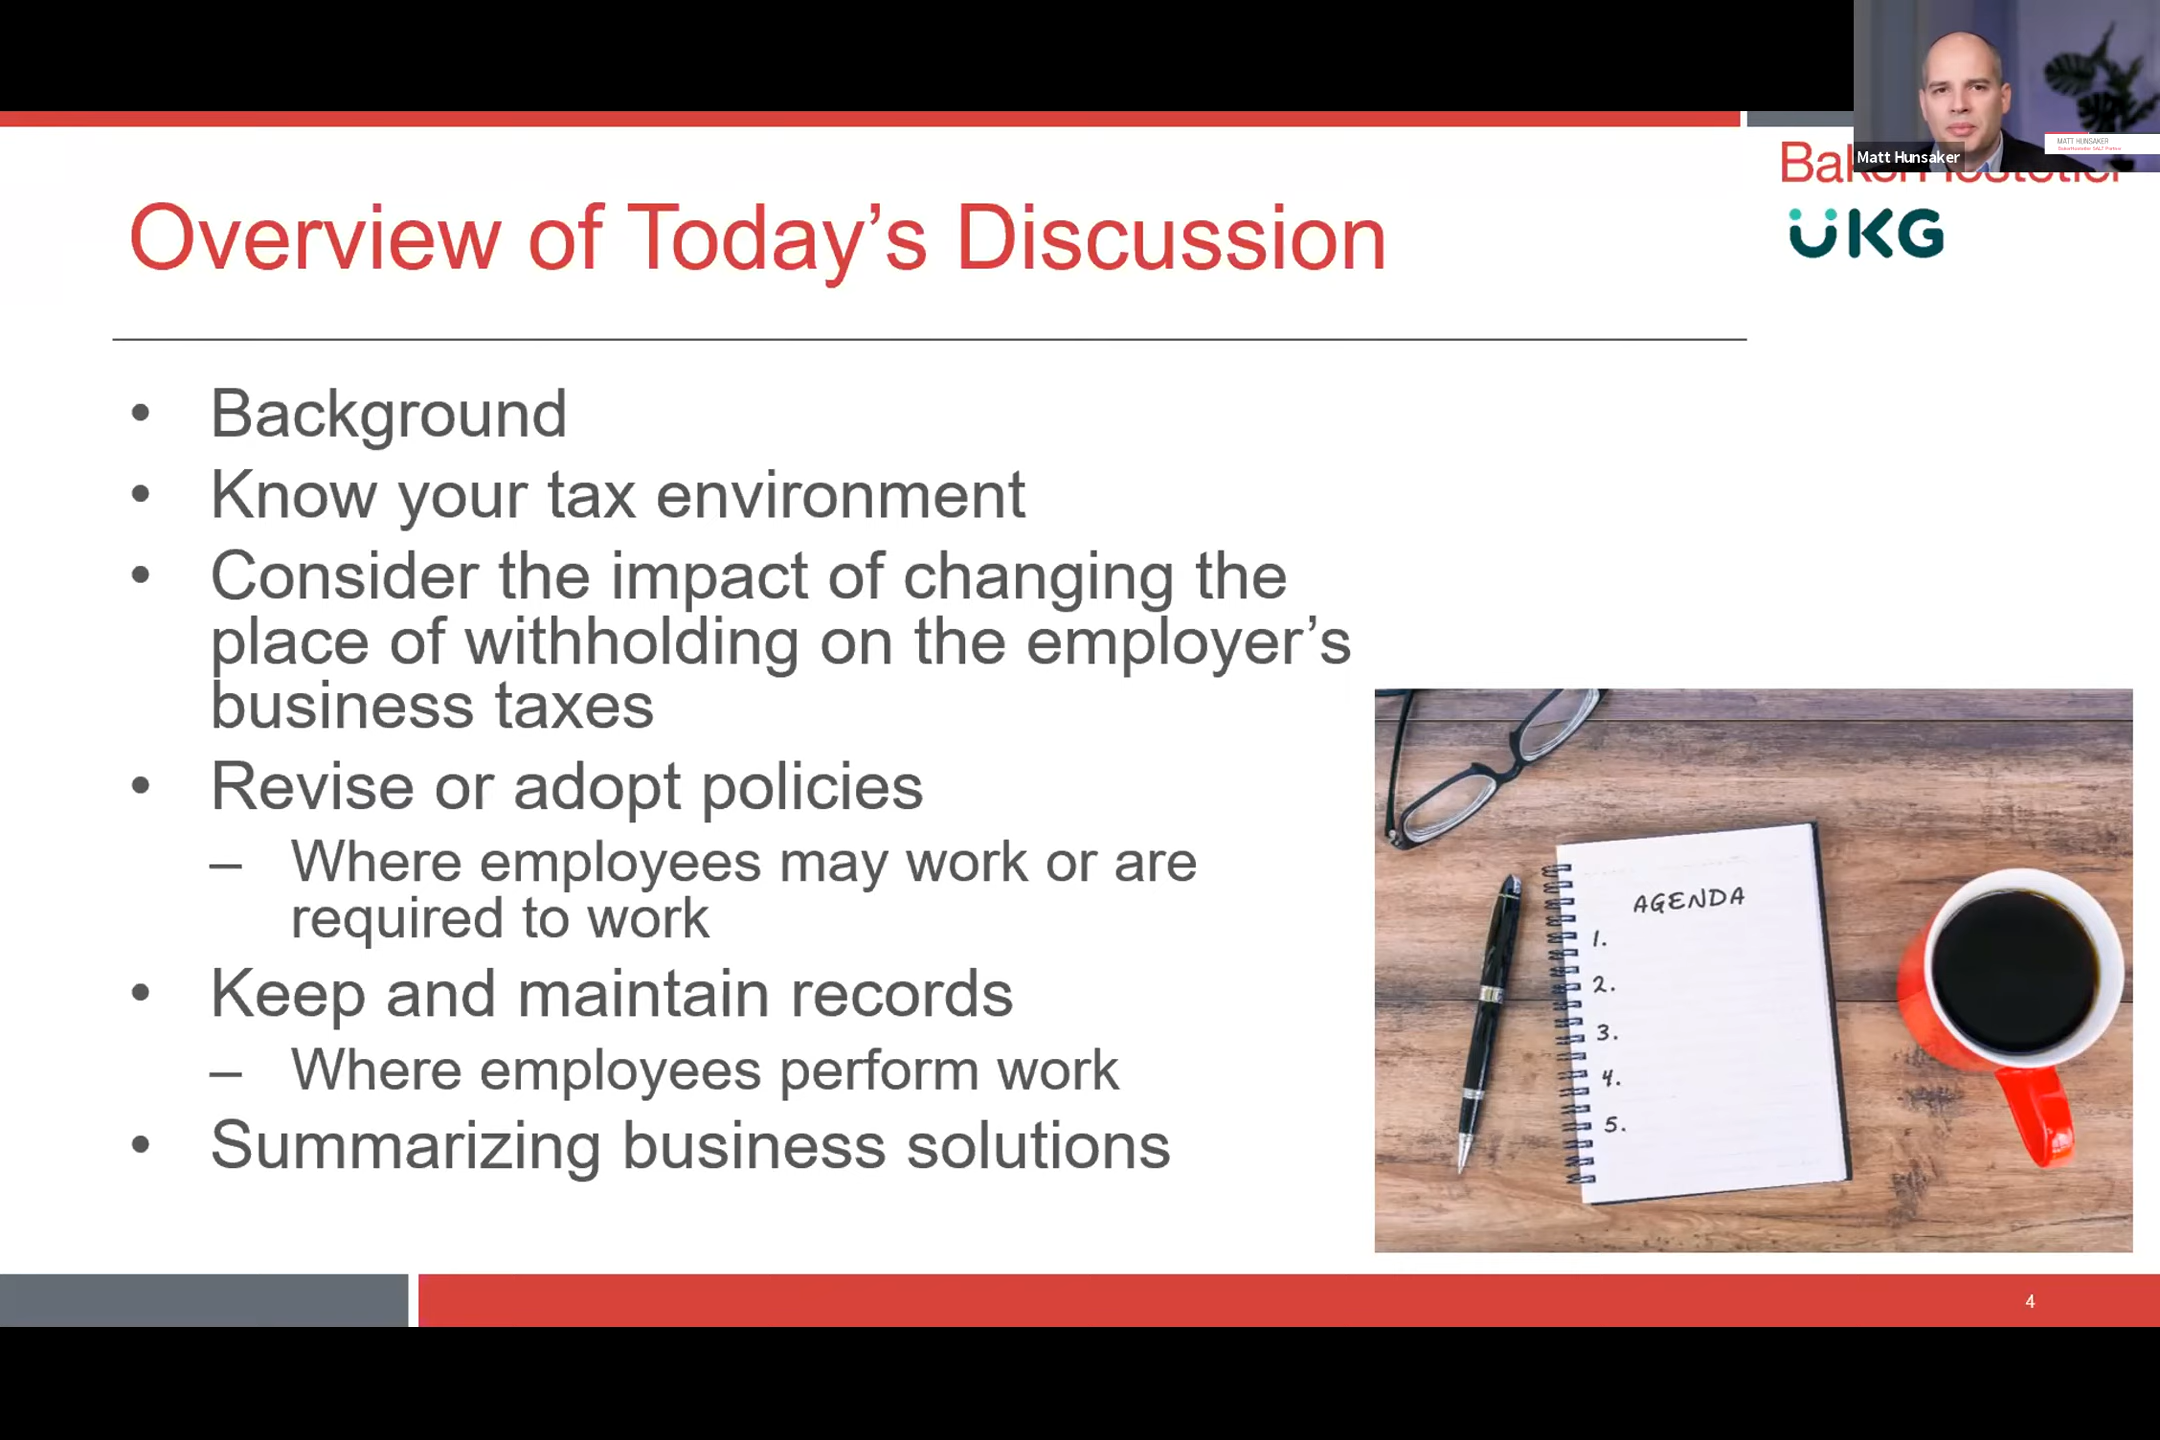 MATT HUNSAKER
Matt Hunsaker
BakerHostetler
UKG
Overview of Today’s Discussion
• Background
• Know your tax environment
• Consider the impact of changing the
place of withholding on the employer’s
business taxes
• Revise or adopt policies
– Where employees may work or are
required to work
• Keep and maintain records
– Where employees perform work
• Summarizing business solutions
AGENDA
1.
2.
3.
4.
5.
4